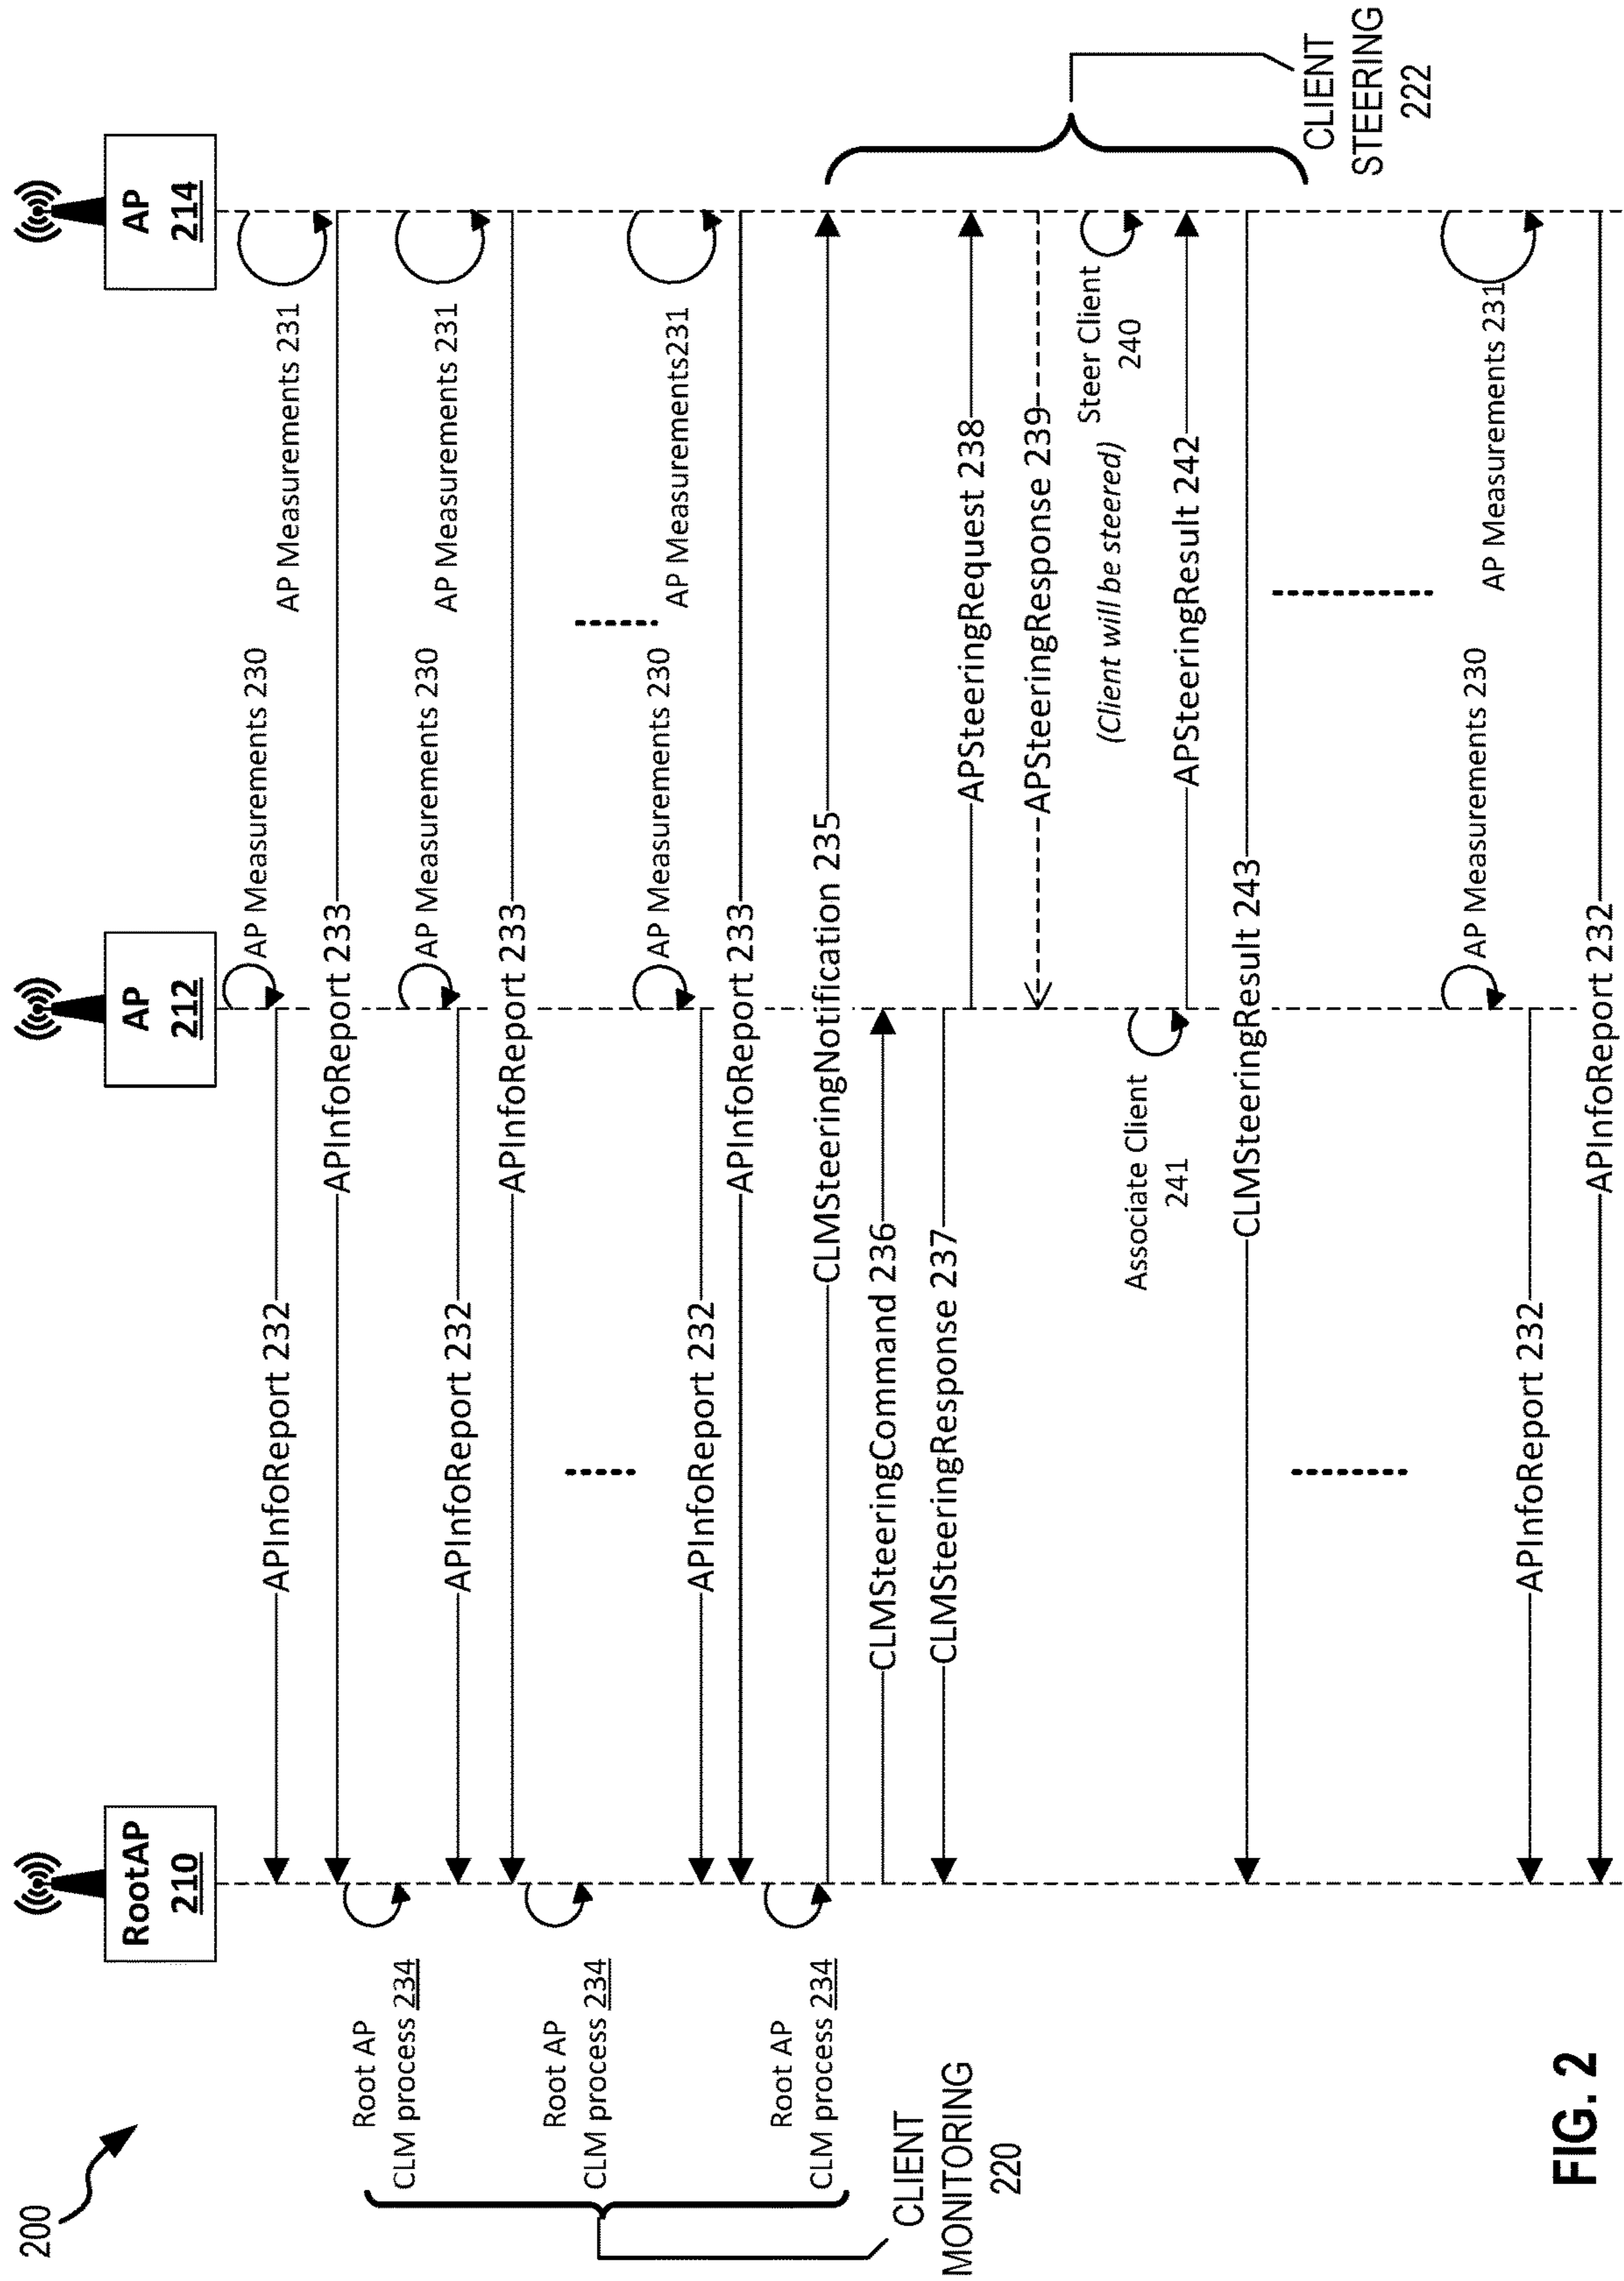 200
RootAP
210
AP
212
AP
214
AP Measurements 230
AP Measurements 231
APInfoReport 232
APInfoReport 233
Root AP
CLM process 234
AP Measurements 230
AP Measurements 231
APInfoReport 232
APInfoReport 233
Root AP
CLM process 234
AP Measurements 230
AP Measurements231
APInfoReport 232
APInfoReport 233
Root AP
CLM process 234
CLIENT
MONITORING
220
CLMSteeringNotification 235
CLMSteeringCommand 236
CLMSteeringResponse 237
APSteeringRequest 238
APSteeringResponse 239
(Client will be steered)
Steer Client
240
Associate Client
241
APSteeringResult 242
CLMSteeringResult 243
CLIENT
STEERING
222
AP Measurements 230
AP Measurements 231
APInfoReport 232
APInfoReport 232
FIG. 2